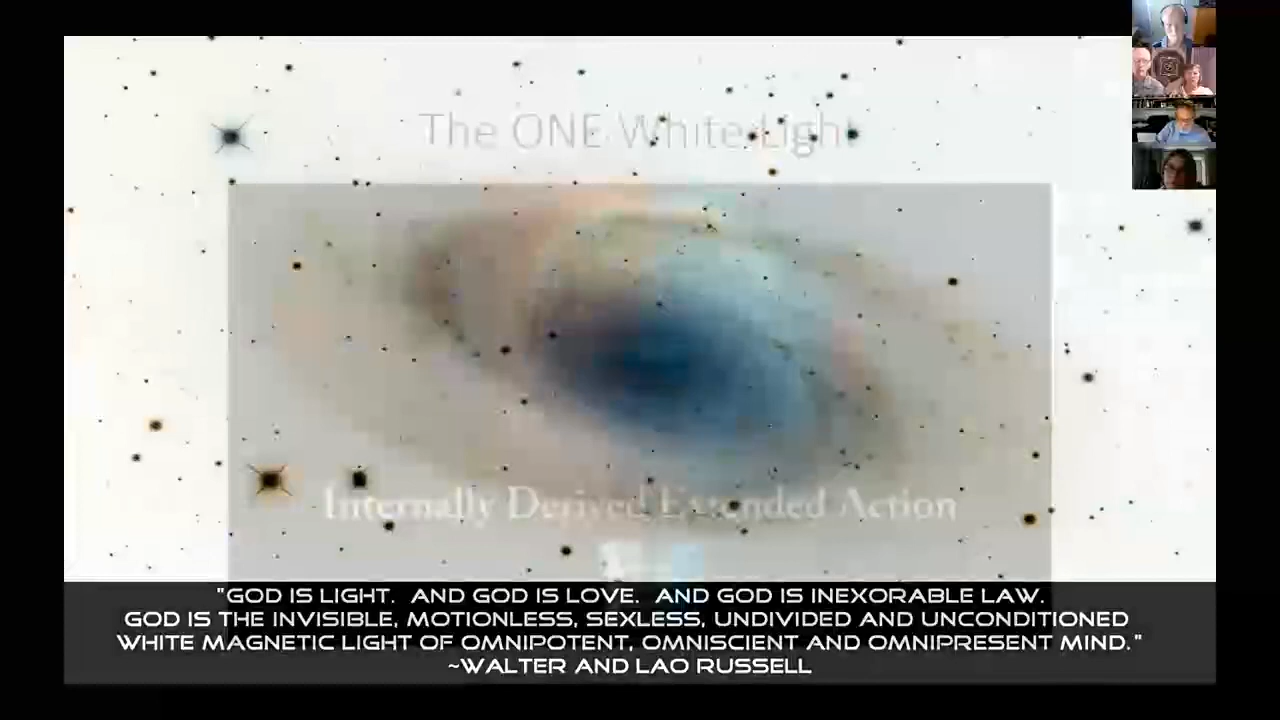 The ONE White Light
Internally Derived Extended Action
"GOD IS LIGHT. AND GOD IS LOVE. AND GOD IS INEXORABLE LAW.
GOD IS THE INVISIBLE, MOTIONLESS, SEXLESS, UNDIVIDED AND UNCONDITIONED
WHITE MAGNETIC LIGHT OF OMNIPOTENT, OMNISCIENT AND OMNIPRESENT MIND."
~WALTER AND LAO RUSSELL